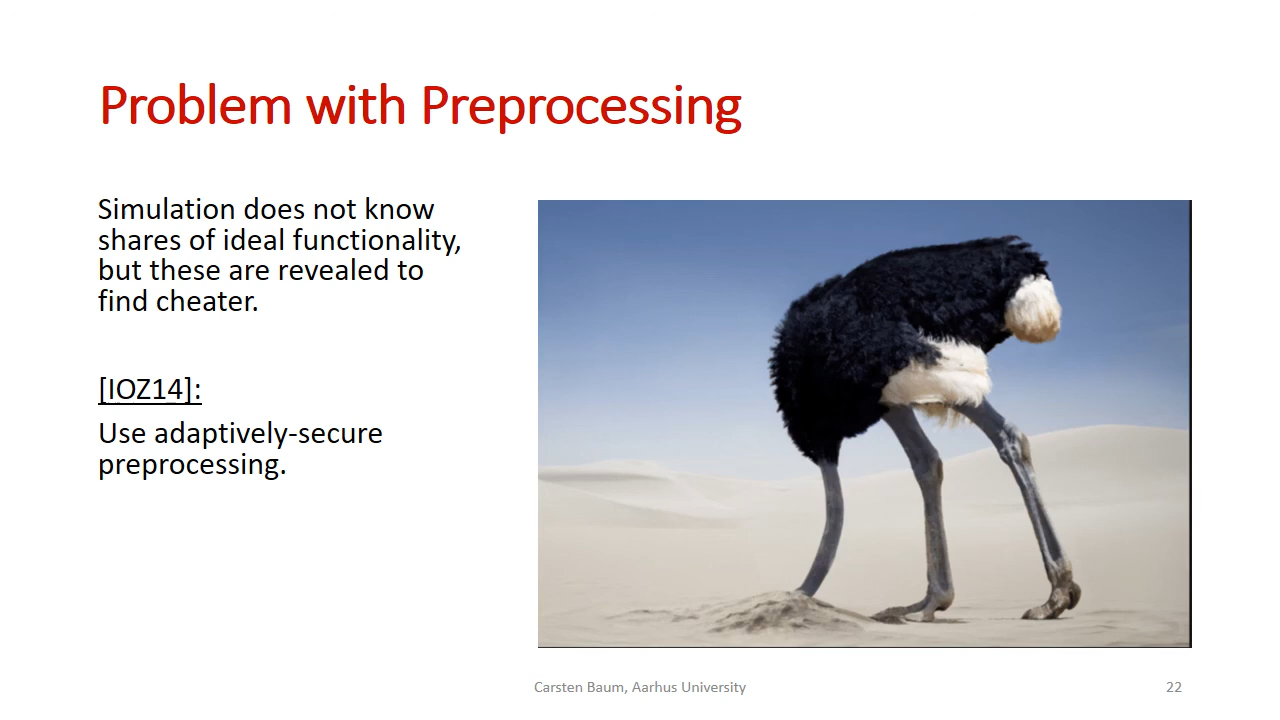 Problem with Preprocessing
Simulation does not know
shares of ideal functionality,
but these are revealed to
find cheater.
[IOZ14]:
Use adaptively-secure
preprocessing.
Carsten Baum, Aarhus University
22